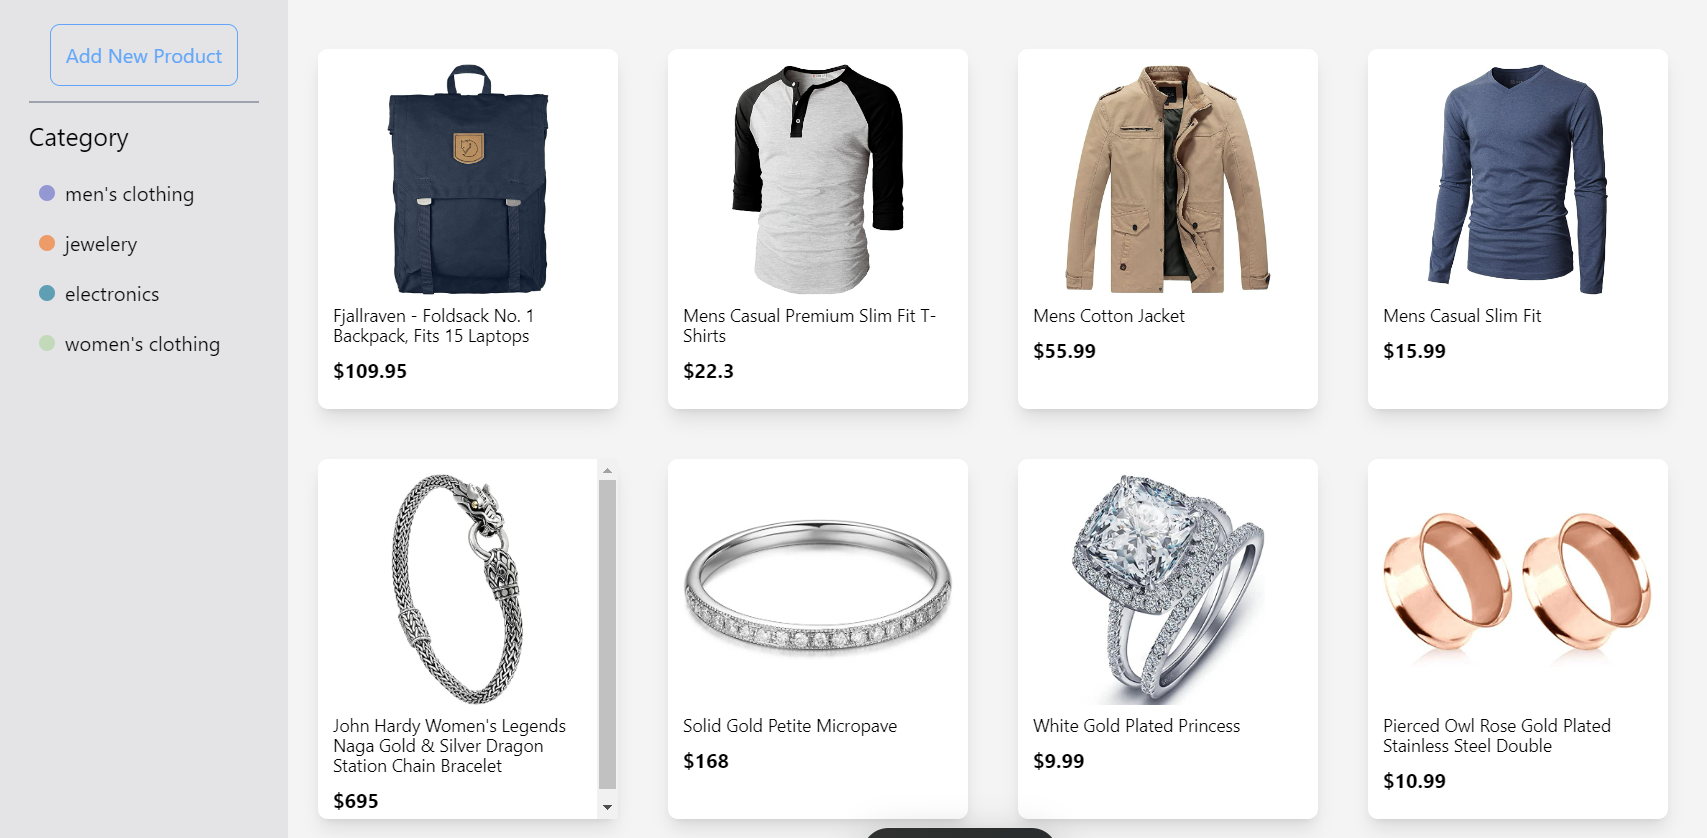 Add New Product
Category
men's clothing
jewelery
electronics
women's clothing
Fjallraven - Foldsack No. 1
Backpack, Fits 15 Laptops
$109.95
Mens Casual Premium Slim Fit T-
Shirts
$22.3
Mens Cotton Jacket
$55.99
Mens Casual Slim Fit
$15.99
John Hardy Women's Legends
Naga Gold & Silver Dragon
Station Chain Bracelet
$695
Solid Gold Petite Micropave
$168
White Gold Plated Princess
$9.99
Pierced Owl Rose Gold Plated
Stainless Steel Double
$10.99